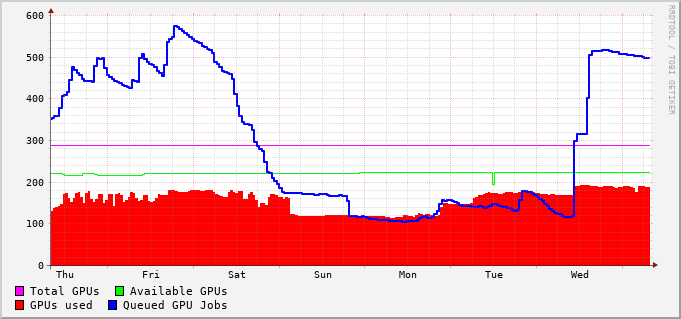 600
500
400
300
200
100
0
Thu Fri Sat Sun Mon Tue Wed
Total GPUs Available GPUs
GPUs used Queued GPU Jobs
RRDTOOL / TOBI OETIKER